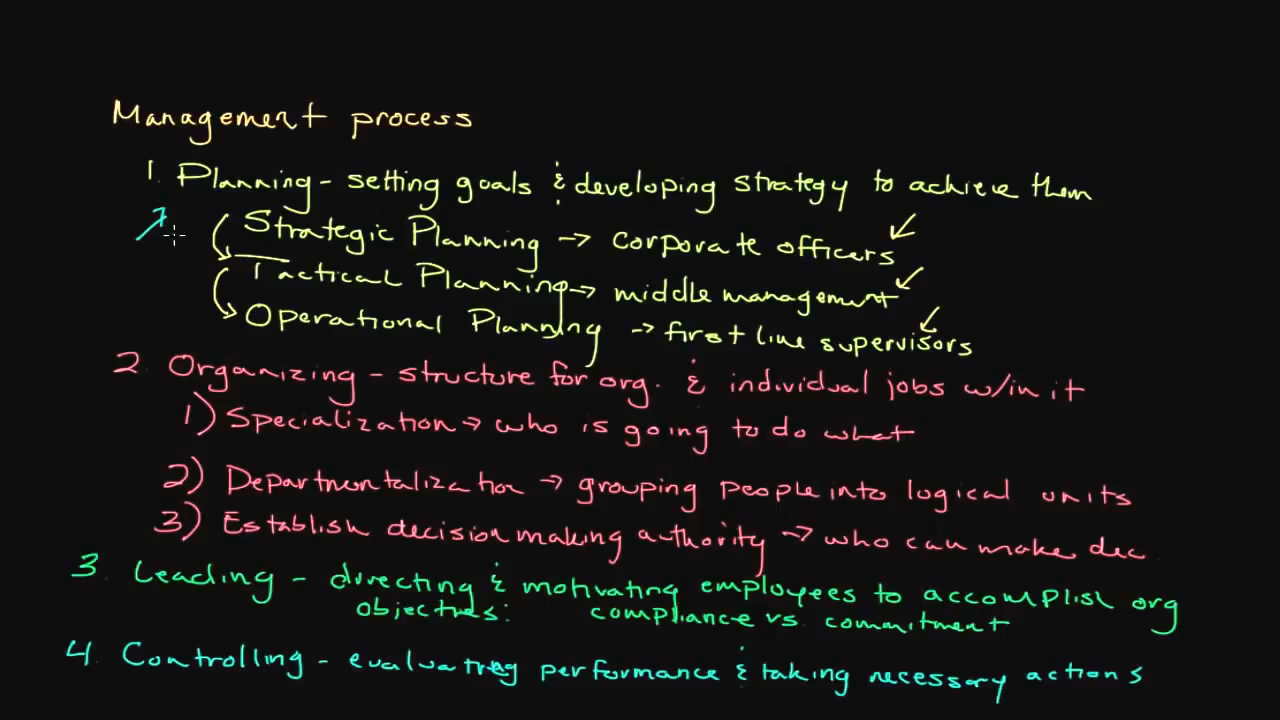 Management process
1. Planning - setting goals & developing strategy to achieve them
Strategic Planning → corporate officers
Tactical Planning → middle management
Operational Planning → first line supervisors
2. Organizing - structure for org. & individual jobs w/in it
1) Specialization → who is going to do what
2) Departmentalization → grouping people into logical units
3) Establish decision making authority → who can make dec
3. Leading - directing & motivating employees to accomplish org
objectives: compliance vs. commitment
4. Controlling - evaluating performance & taking necessary actions